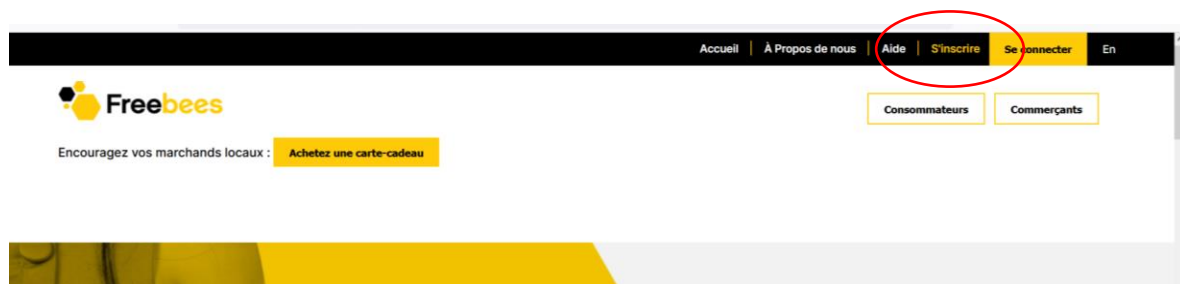 Accueil À Propos de nous Aide S'inscrire Se connecter En
Freebees
Consommateurs Commerçants
Encouragez vos marchands locaux : Achetez une carte-cadeau